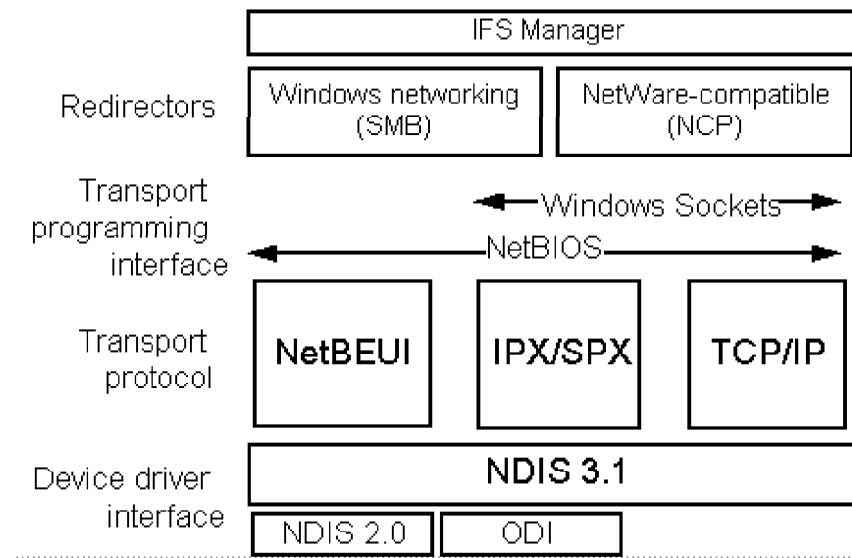 IFS Manager
Redirectors
Windows networking
(SMB)
NetWare-compatible
(NCP)
Transport
programming
interface
Windows Sockets
NetBIOS
Transport
protocol
NetBEUI
IPX/SPX
TCP/IP
Device driver
interface
NDIS 3.1
NDIS 2.0
ODI